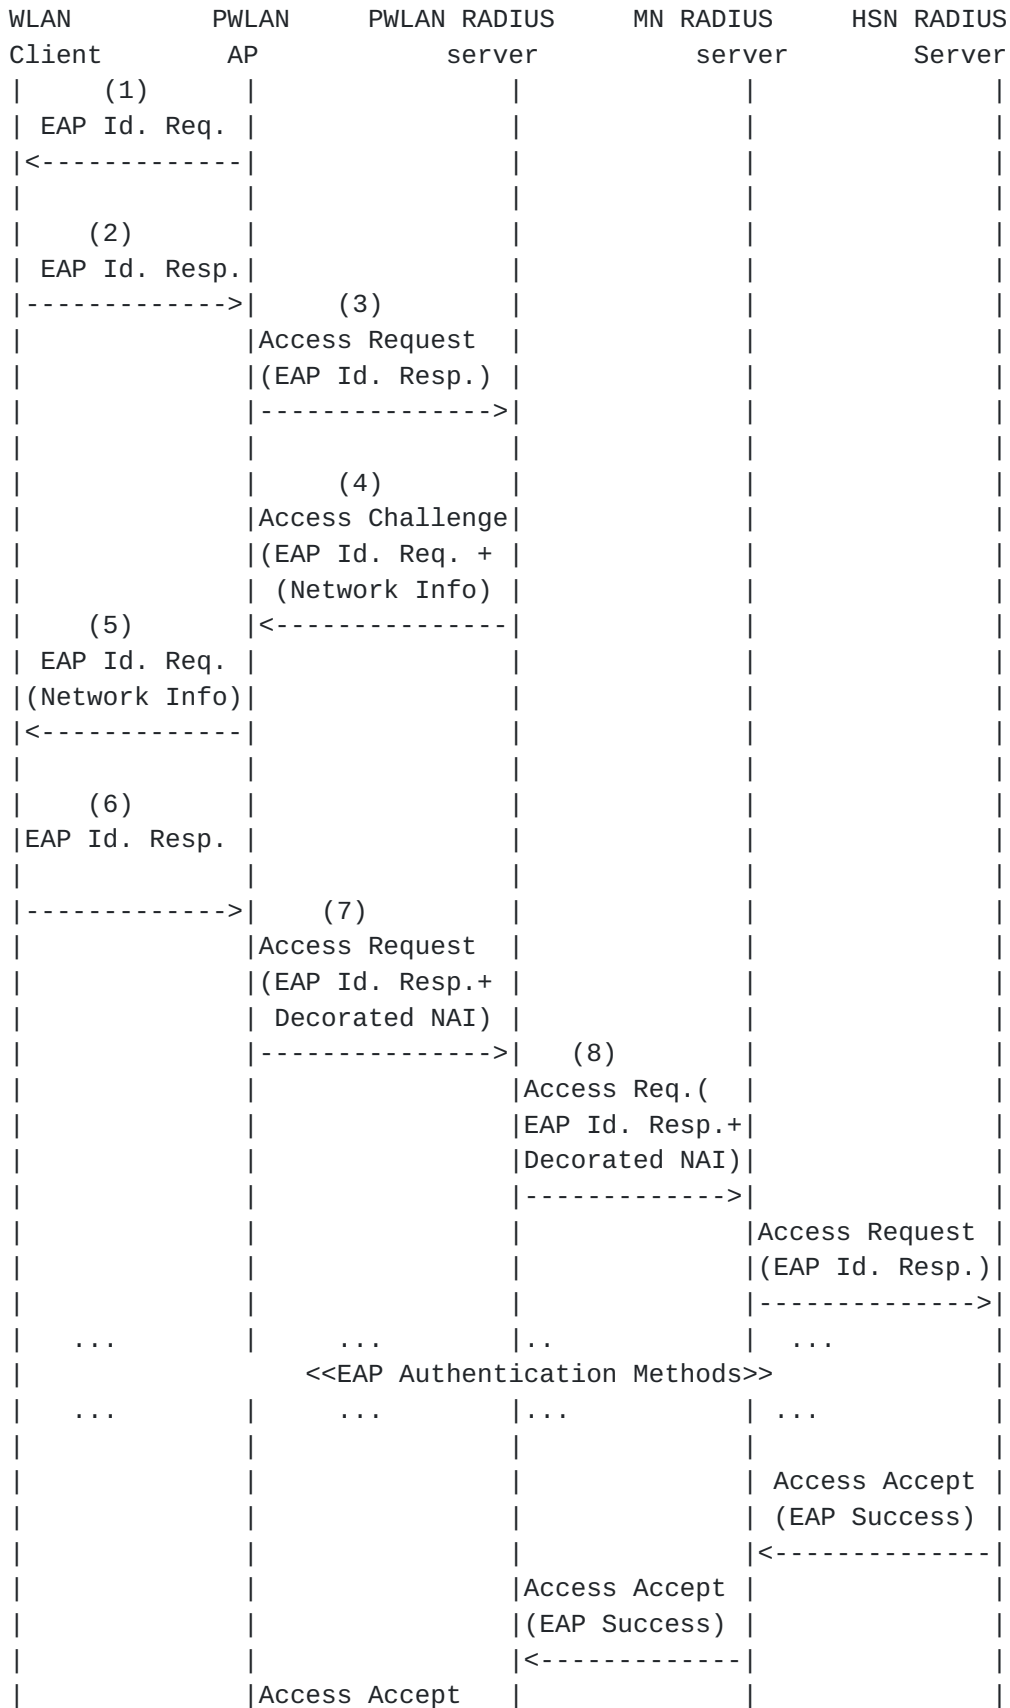 WLAN         PWLAN     PWLAN RADIUS     MN RADIUS     HSN RADIUS
Client        AP            server          server        Server
|     (1)      |                |              |               |
| EAP Id. Req. |                |              |               |
|<-------------|                |              |               |
|              |                |              |               |
|    (2)       |                |              |               |
| EAP Id. Resp.|                |              |               |
|------------->|     (3)        |              |               |
|              |Access Request  |              |               |
|              |(EAP Id. Resp.) |              |               |
|              |--------------->|              |               |
|              |                |              |               |
|              |     (4)        |              |               |
|              |Access Challenge|              |               |
|              |(EAP Id. Req. + |              |               |
|              | (Network Info) |              |               |
|    (5)       |<---------------|              |               |
| EAP Id. Req. |                |              |               |
|(Network Info)|                |              |               |
|<-------------|                |              |               |
|              |                |              |               |
|    (6)       |                |              |               |
|EAP Id. Resp. |                |              |               |
|              |                |              |               |
|------------->|    (7)         |              |               |
|              |Access Request  |              |               |
|              |(EAP Id. Resp.+ |              |               |
|              | Decorated NAI) |              |               |
|              |--------------->|   (8)        |               |
|              |                |Access Req.(  |               |
|              |                |EAP Id. Resp.+|               |
|              |                |Decorated NAI)|               |
|              |                |------------->|               |
|              |                |              |Access Request |
|              |                |              |(EAP Id. Resp.)|
|              |                |              |-------------->|
|   ...        |     ...        |..            |  ...          |
|                  <<EAP Authentication Methods>>              |
|   ...        |     ...        |...           | ...           |
|              |                |              |               |
|              |                |              | Access Accept |
|              |                |              | (EAP Success) |
|              |                |              |<--------------|
|              |                |Access Accept |               |
|              |                |(EAP Success) |               |
|              |                |<-------------|               |
|              |Access Accept   |              |               |